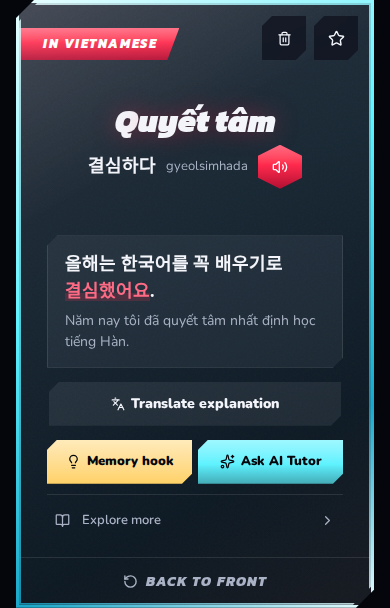 IN VIETNAMESE
Quyết tâm
결심하다 gyeolsimhada
올해는 한국어를 꼭 배우기로
결심했어요.
Năm nay tôi đã quyết tâm nhất định học
tiếng Hàn.
Translate explanation
Memory hook
Ask AI Tutor
Explore more
BACK TO FRONT